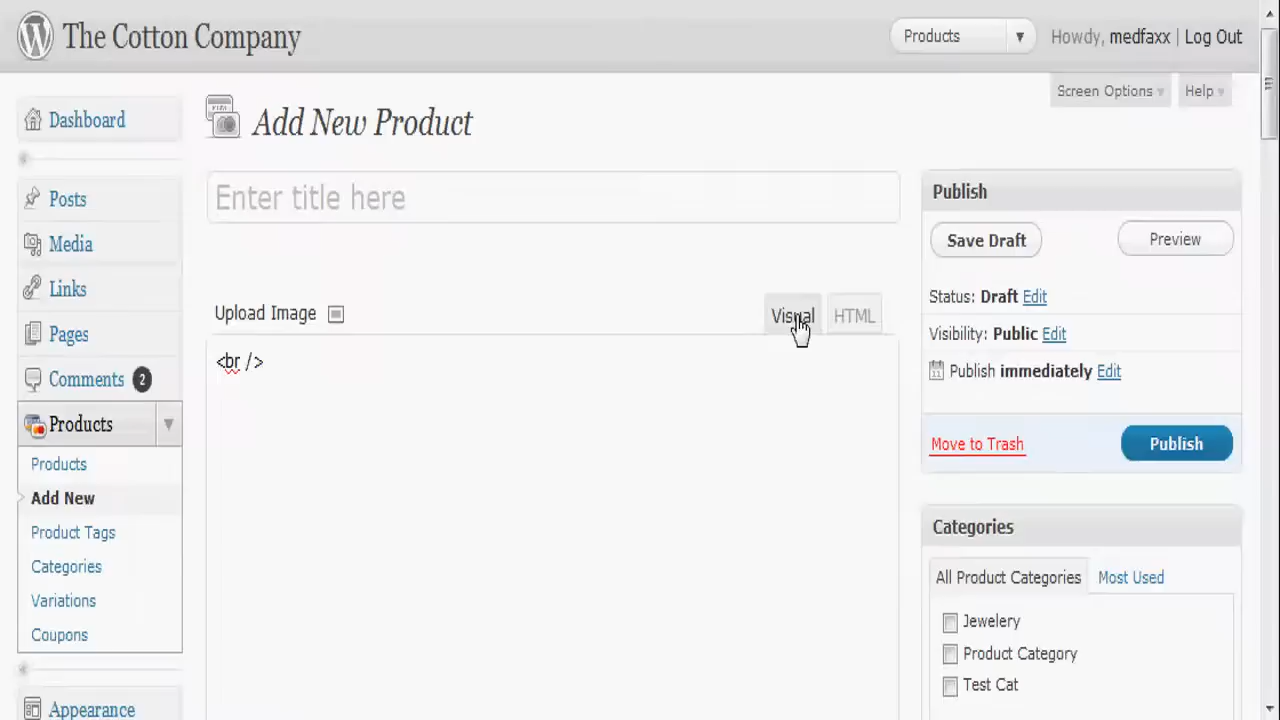 The Cotton Company
Products
Howdy, medfaxx | Log Out
Screen Options
Help
Dashboard
Posts
Media
Links
Pages
Comments 2
Products
Products
Add New
Product Tags
Categories
Variations
Coupons
Appearance
Add New Product
Enter title here
Upload Image
Visual
HTML
<br />
Publish
Save Draft
Preview
Status: Draft Edit
Visibility: Public Edit
Publish immediately Edit
Move to Trash
Publish
Categories
All Product Categories
Most Used
Jewelery
Product Category
Test Cat